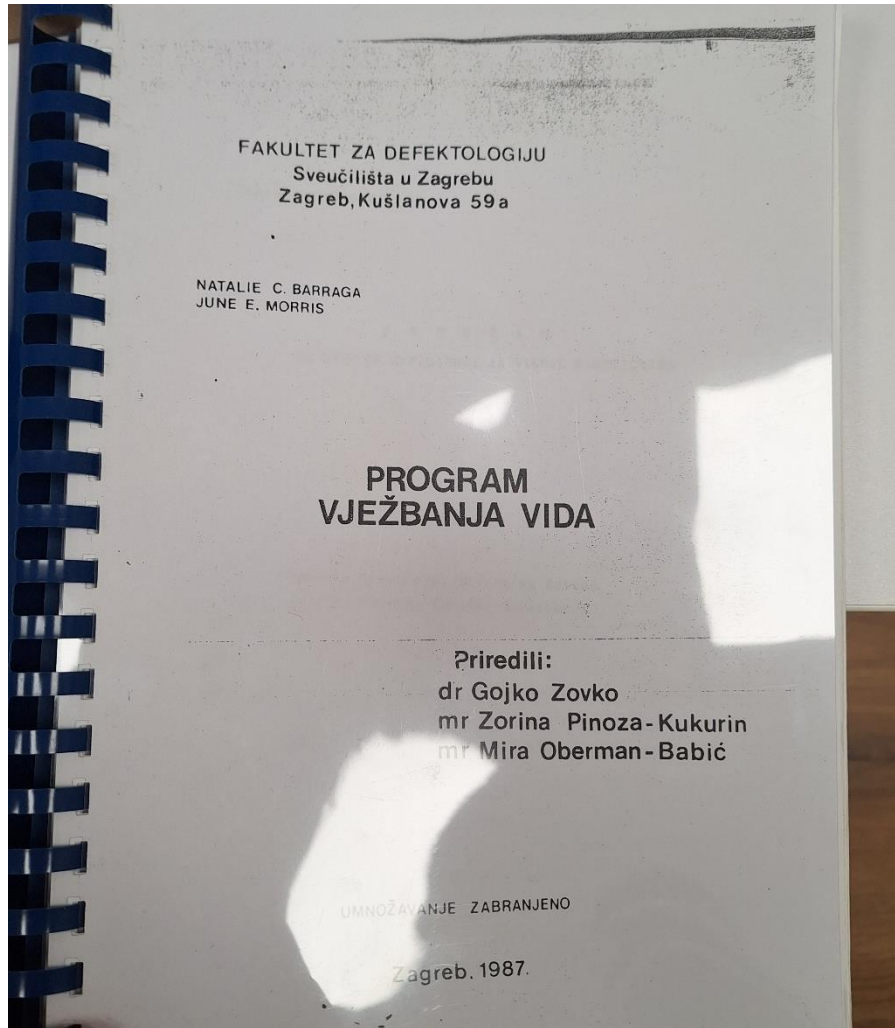 FAKULTET ZA DEFEKTOLOGIJU
Sveučilišta u Zagrebu
Zagreb, Kušlanova 59a
NATALIE C. BARRAGA
JUNE E. MORRIS
PROGRAM
VJEŽBANJA VIDA
Priredili:
dr Gojko Zovko
mr Zorina Pinoza-Kukurin
mr Mira Oberman-Babić
UMNOŽAVANJE ZABRANJENO
Zagreb. 1987.